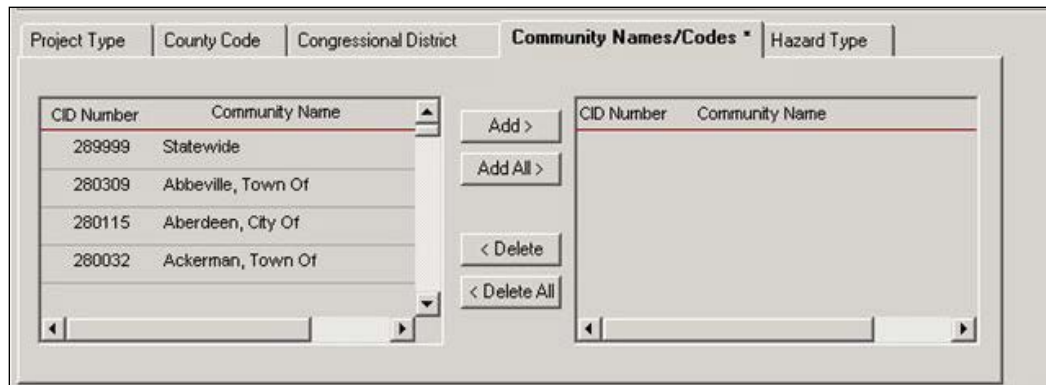 Project Type County Code Congressional District Community Names/Codes * Hazard Type
CID Number Community Name
289999 Statewide
280309 Abbeville, Town Of
280115 Aberdeen, City Of
280032 Ackerman, Town Of
Add >
Add All >
< Delete
< Delete All
CID Number Community Name